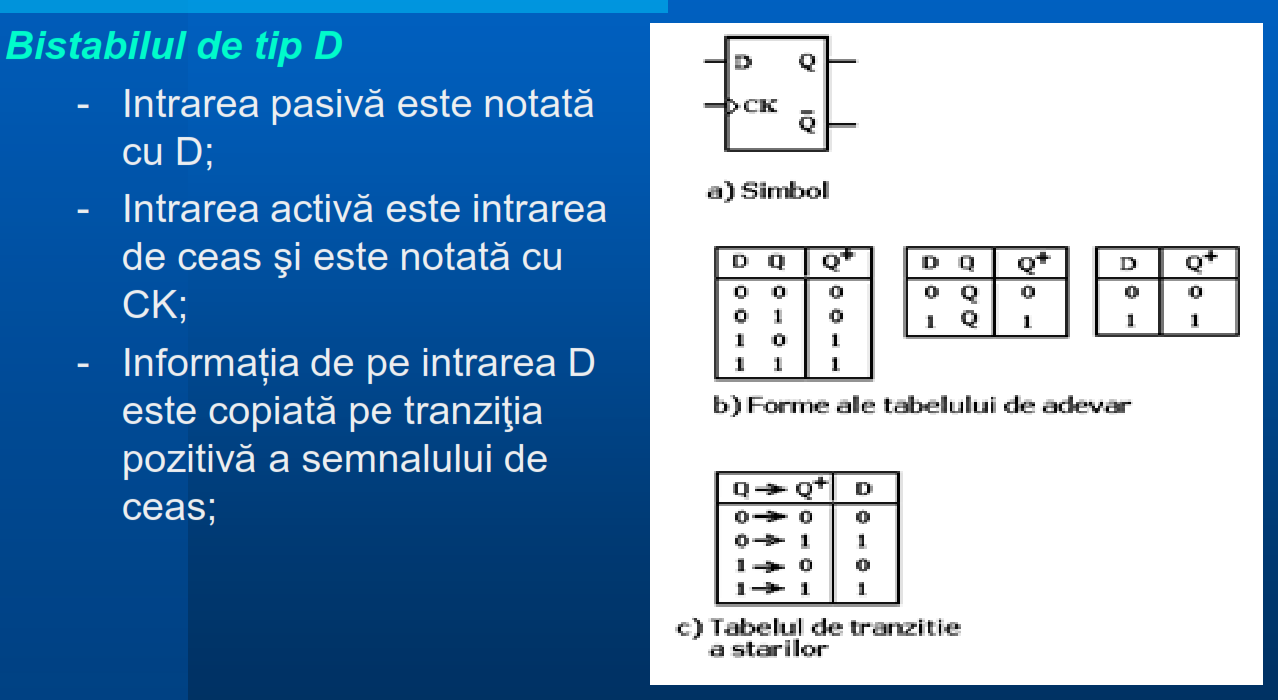 Bistabilul de tip D
- Intrarea pasivă este notată
cu D;
- Intrarea activă este intrarea
de ceas şi este notată cu
CK;
- Informația de pe intrarea D
este copiată pe tranziţia
pozitivă a semnalului de
ceas;
D Q
CK
Q̅
a) Simbol
D Q Q⁺
0 0 0
0 1 0
1 0 1
1 1 1
D Q Q⁺
0 Q 0
1 Q 1
D Q⁺
0 0
1 1
b) Forme ale tabelului de adevar
Q → Q⁺ D
0 → 0 0
0 → 1 1
1 → 0 0
1 → 1 1
c) Tabelul de tranzitie
a starilor